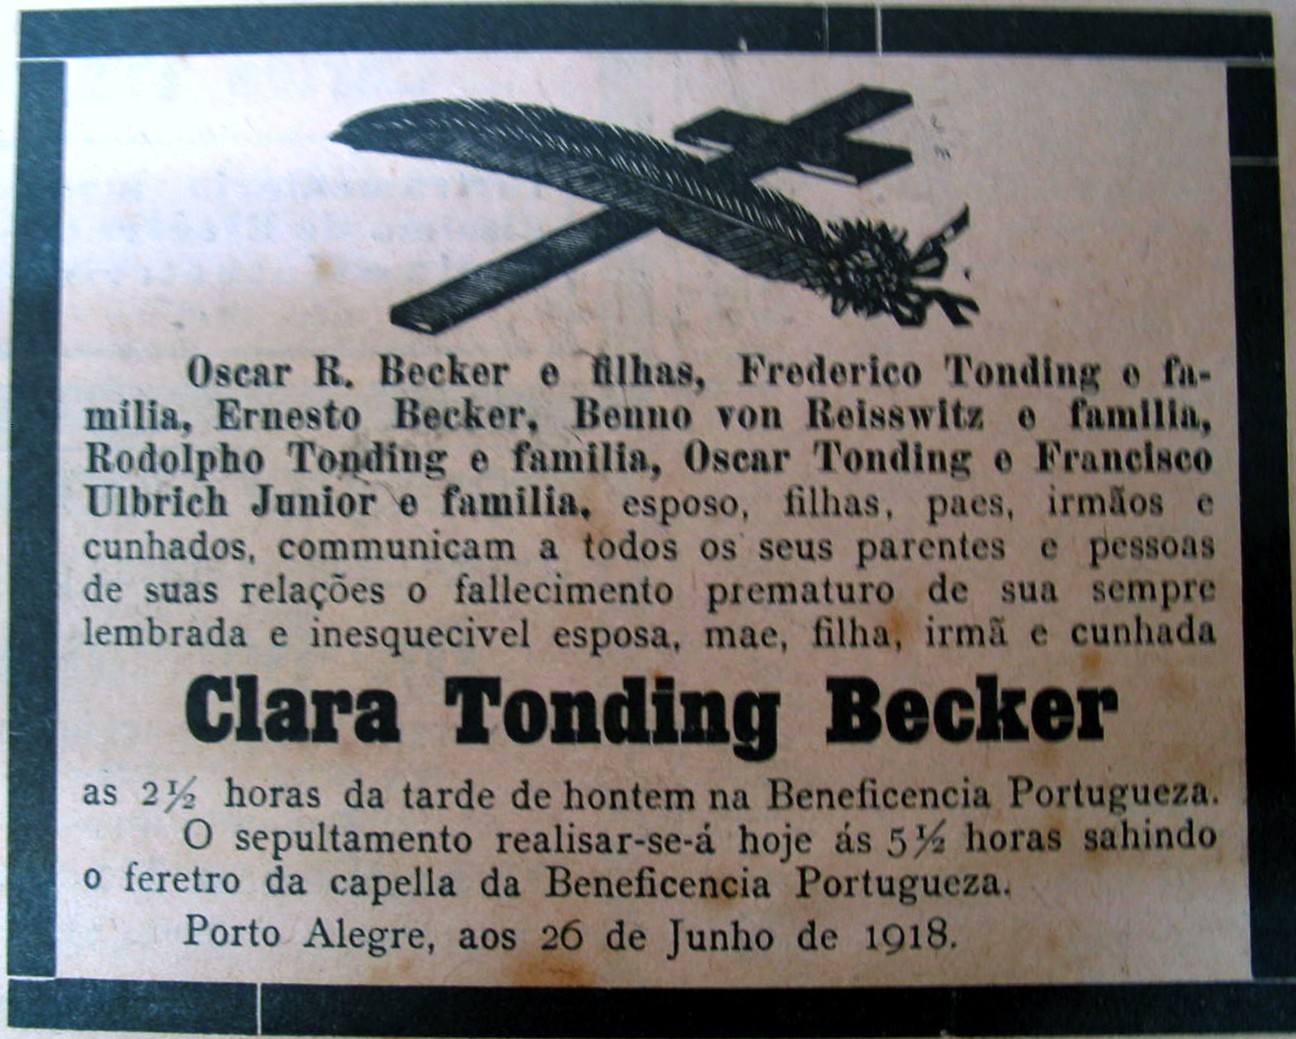 Oscar R. Becker e filhas, Frederico Tonding e fa-
milia, Ernesto Becker, Benno von Reisswitz e familia,
Rodolpho Tonding e familia, Oscar Tonding e Francisco
Ulbrich Junior e familia, esposo, filhas, paes, irmãos e
cunhados, communicam a todos os seus parentes e pessoas
de suas relações o fallecimento prematuro de sua sempre
lembrada e inesquecivel esposa, mae, filha, irmã e cunhada
Clara Tonding Becker
as 2½ horas da tarde de hontem na Beneficencia Portugueza.
O sepultamento realisar-se-á hoje ás 5½ horas sahindo
o feretro da capella da Beneficencia Portugueza.
Porto Alegre, aos 26 de Junho de 1918.